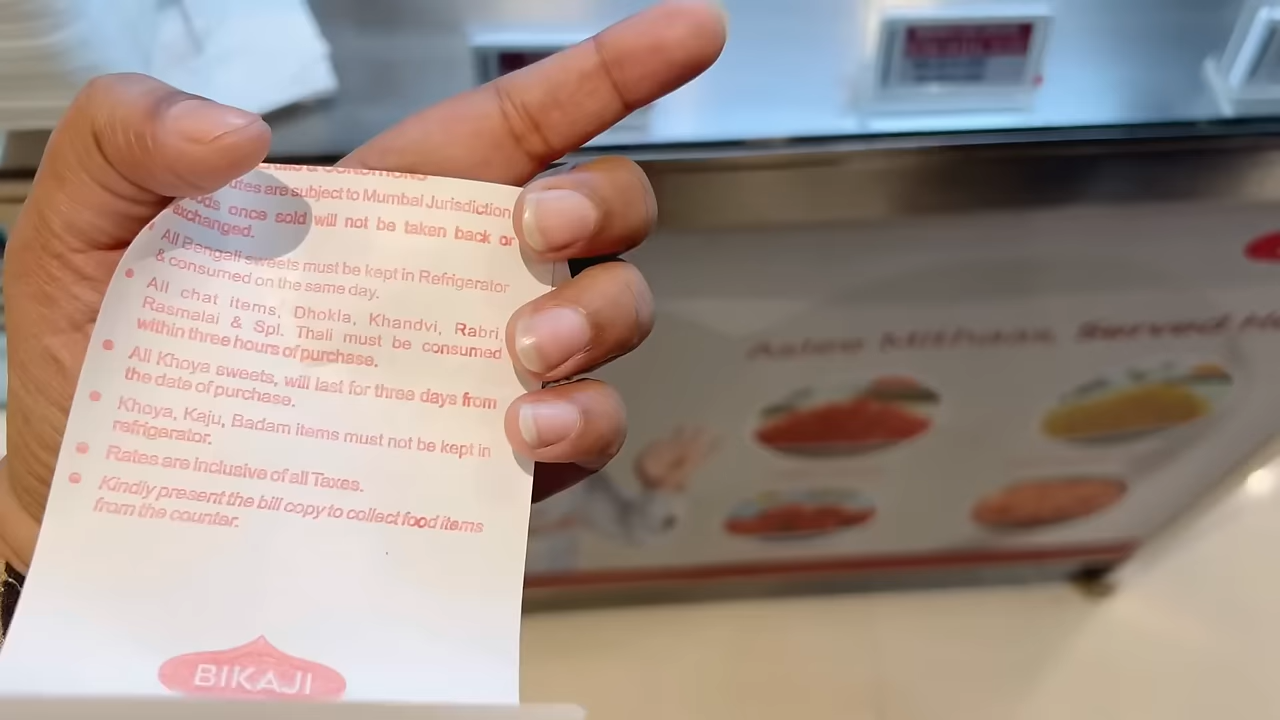 & CONDITIONS
utes are subject to Mumbai Jurisdiction
ods once sold will not be taken back or
exchanged.
All Bengali sweets must be kept in Refrigerator
& consumed on the same day.
All chat items, Dhokla, Khandvi, Rabri,
Rasmalai & Spl. Thali must be consumed
within three hours of purchase.
All Khoya sweets, will last for three days from
the date of purchase.
Khoya, Kaju, Badam items must not be kept in
refrigerator.
Rates are inclusive of all Taxes.
Kindly present the bill copy to collect food items
from the counter.
BIKAJI
Aslee Mithaas, Served